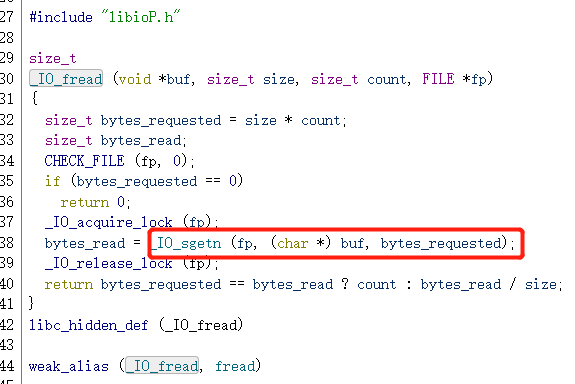 27 #include "libioP.h"
28
29 size_t
30 _IO_fread (void *buf, size_t size, size_t count, FILE *fp)
31 {
32 size_t bytes_requested = size * count;
33 size_t bytes_read;
34 CHECK_FILE (fp, 0);
35 if (bytes_requested == 0)
36 return 0;
37 _IO_acquire_lock (fp);
38 bytes_read = _IO_sgetn (fp, (char *) buf, bytes_requested);
39 _IO_release_lock (fp);
40 return bytes_requested == bytes_read ? count : bytes_read / size;
41 }
42 libc_hidden_def (_IO_fread)
43
44 weak_alias (_IO_fread, fread)